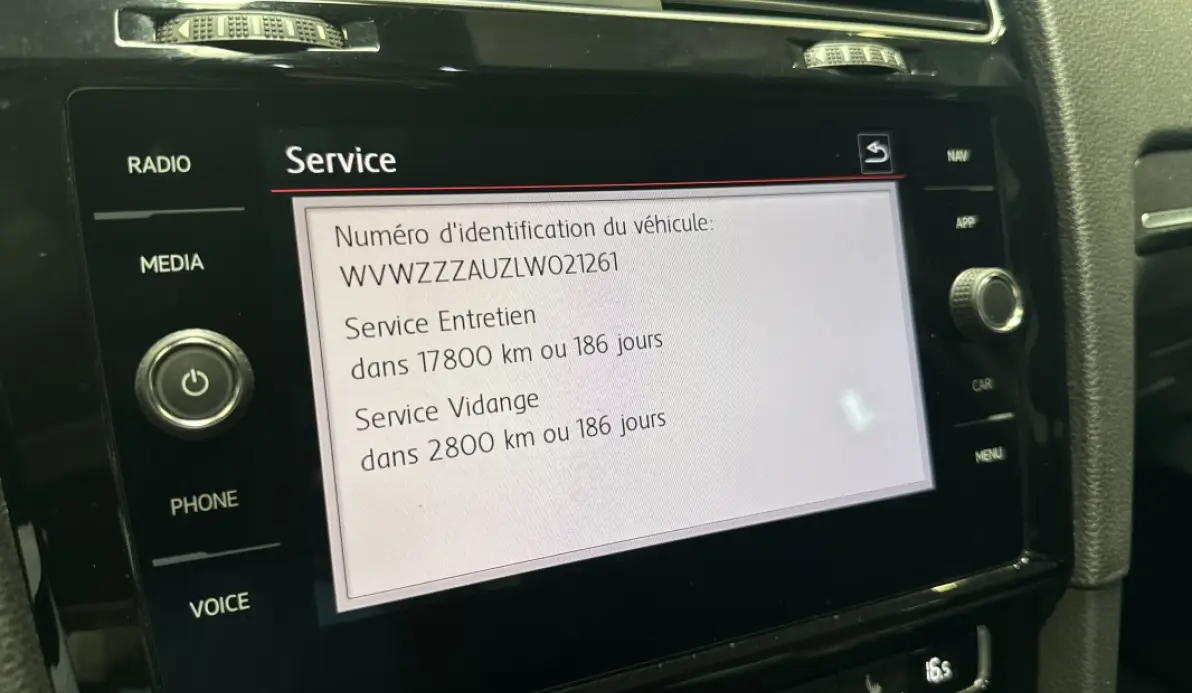 RADIO
MEDIA
PHONE
VOICE
Service
Numéro d'identification du véhicule:
WVWZZZAUZLW021261
Service Entretien
dans 17800 km ou 186 jours
Service Vidange
dans 2800 km ou 186 jours
NAV
APP
CAR
MENU